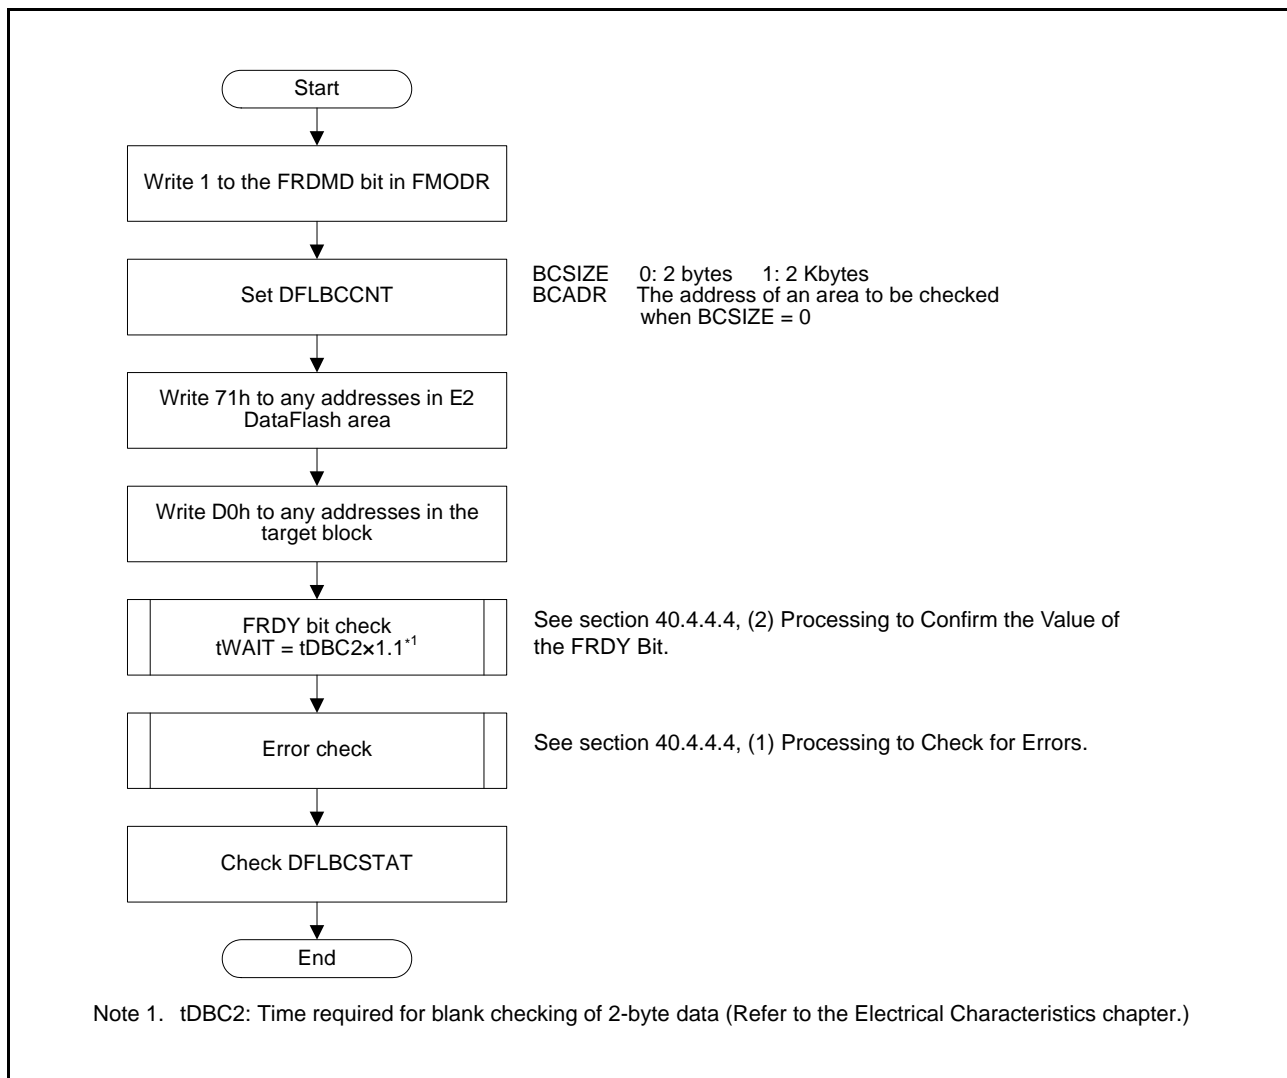 Start
Write 1 to the FRDMD bit in FMODR
Set DFLBCCNT
BCSIZE 0: 2 bytes 1: 2 Kbytes
BCADR The address of an area to be checked
when BCSIZE = 0
Write 71h to any addresses in E2
DataFlash area
Write D0h to any addresses in the
target block
FRDY bit check
tWAIT = tDBC2×1.1*1
See section 40.4.4.4, (2) Processing to Confirm the Value of
the FRDY Bit.
Error check
See section 40.4.4.4, (1) Processing to Check for Errors.
Check DFLBCSTAT
End
Note 1. tDBC2: Time required for blank checking of 2-byte data (Refer to the Electrical Characteristics chapter.)